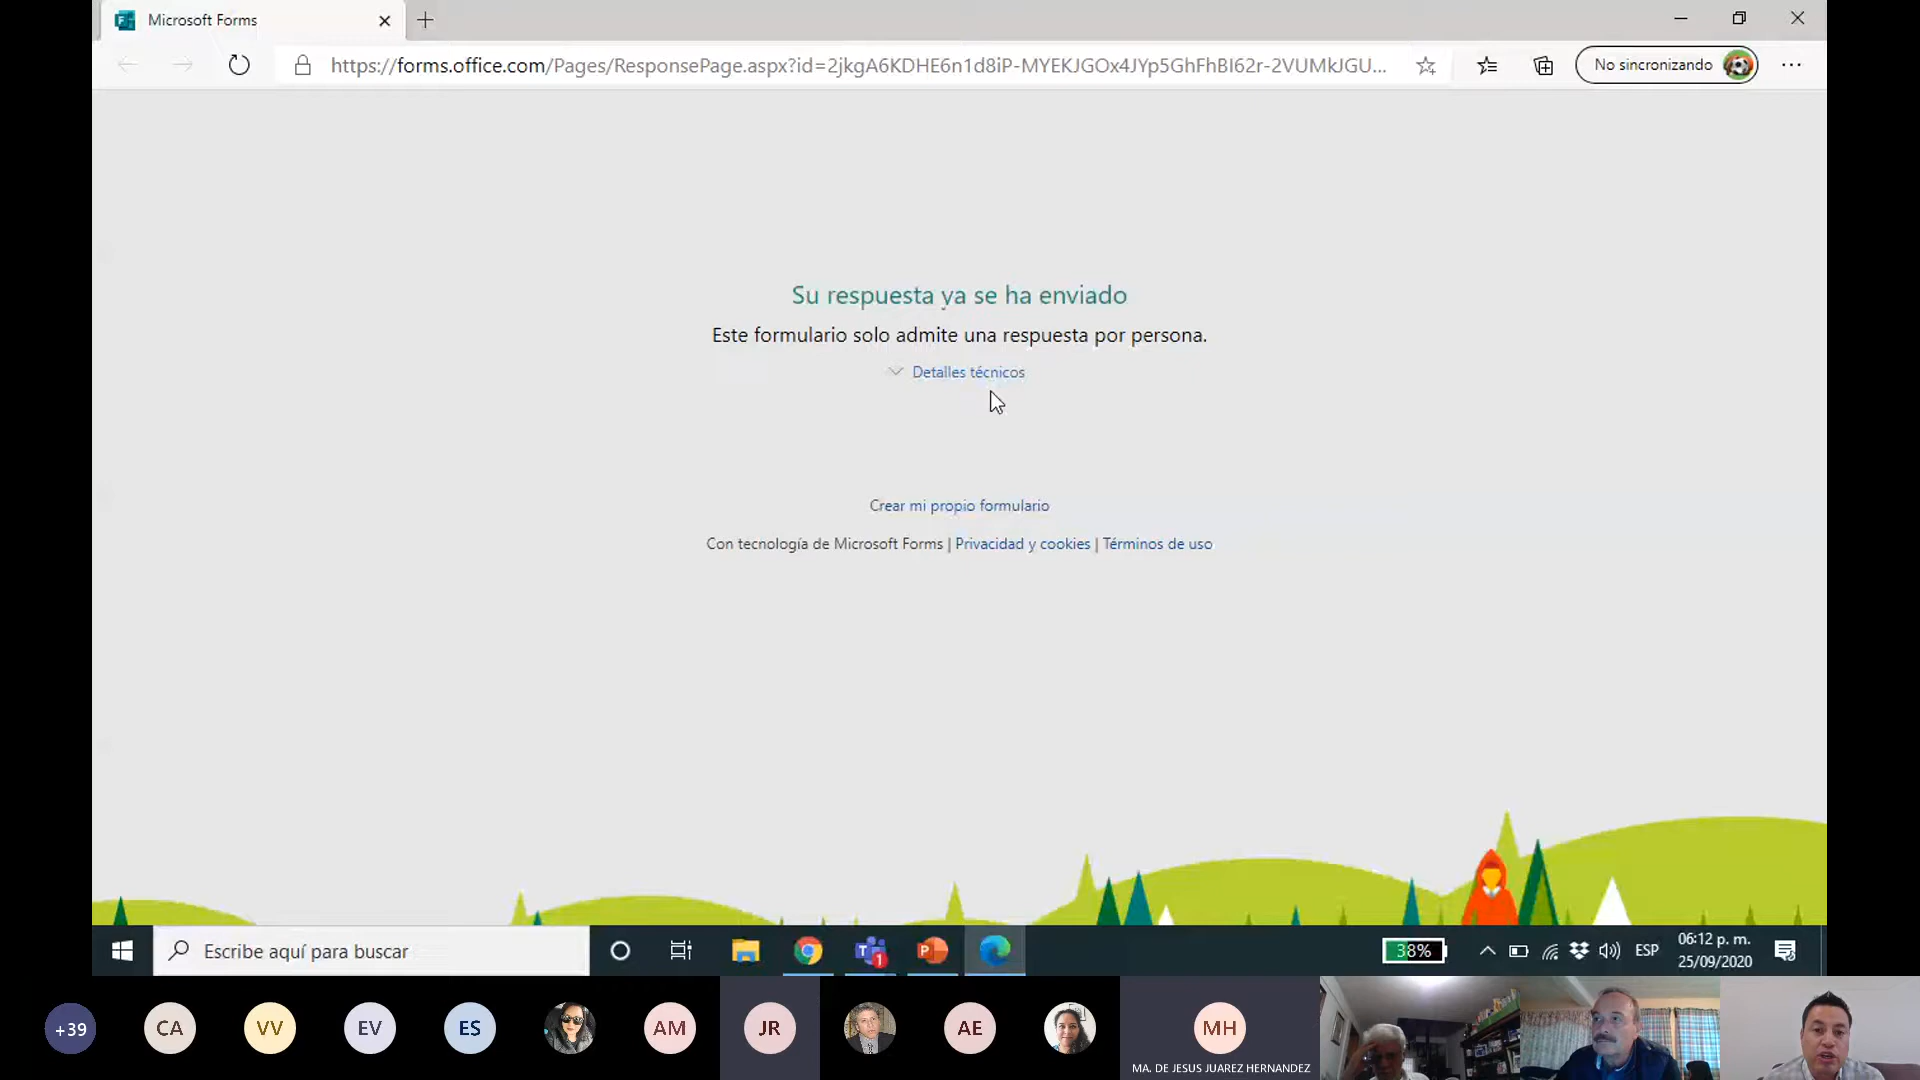 Microsoft Forms
https://forms.office.com/Pages/ResponsePage.aspx?id=2jkgA6KDHE6n1d8iP-MYEKJGOx4JYp5GhFhBI62r-2VUMkJGU...
No sincronizando
Su respuesta ya se ha enviado
Este formulario solo admite una respuesta por persona.
Detalles técnicos
Crear mi propio formulario
Con tecnología de Microsoft Forms | Privacidad y cookies | Términos de uso
Escribe aquí para buscar
1
38%
ESP
06:12 p. m.
25/09/2020
+39
CA
VV
EV
ES
AM
JR
AE
MH
MA. DE JESUS JUAREZ HERNANDEZ